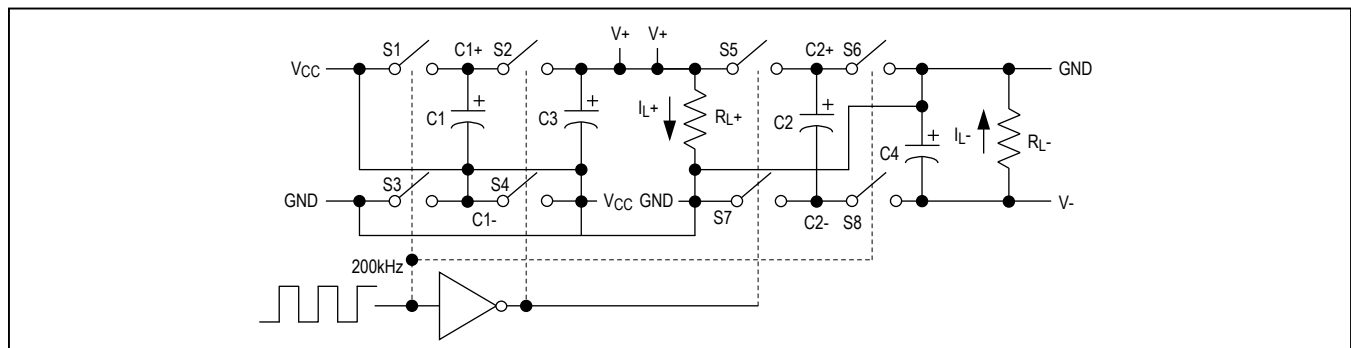 V+ V+
S1 C1+ S2 S5 C2+ S6
VCC GND
+ + IL+ + +
C1 C3 RL+ C2 IL- RL-
C4
S3 S4
GND VCC GND V-
C1- S7 C2- S8
200kHz